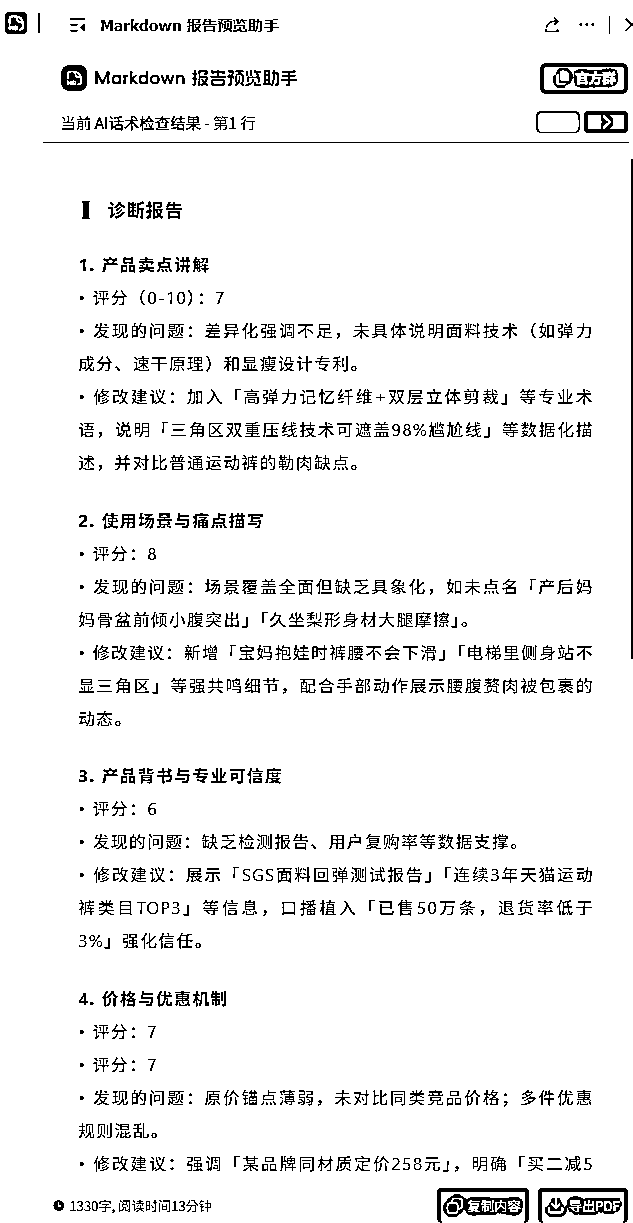 Markdown 报告预览助手
Markdown 报告预览助手
官方群
当前 AI话术检查结果 - 第1 行
诊断报告
1. 产品卖点讲解
• 评分（0-10）：7
• 发现的问题：差异化强调不足，未具体说明面料技术（如弹力
成分、速干原理）和显瘦设计专利。
• 修改建议：加入「高弹力记忆纤维+双层立体剪裁」等专业术
语，说明「三角区双重压线技术可遮盖98%尴尬线」等数据化描
述，并对比普通运动裤的勒肉缺点。
2. 使用场景与痛点描写
• 评分：8
• 发现的问题：场景覆盖全面但缺乏具象化，如未点名「产后妈
妈骨盆前倾小腹突出」「久坐梨形身材大腿摩擦」。
• 修改建议：新增「宝妈抱娃时裤腰不会下滑」「电梯里侧身站不
显三角区」等强共鸣细节，配合手部动作展示腰腹赘肉被包裹的
动态。
3. 产品背书与专业可信度
• 评分：6
• 发现的问题：缺乏检测报告、用户复购率等数据支撑。
• 修改建议：展示「SGS面料回弹测试报告」「连续3年天猫运动
裤类目TOP3」等信息，口播植入「已售50万条，退货率低于
3%」强化信任。
4. 价格与优惠机制
• 评分：7
• 评分：7
• 发现的问题：原价锚点薄弱，未对比同类竞品价格；多件优惠
规则混乱。
• 修改建议：强调「某品牌同材质定价258元」，明确「买二减5
1330字, 阅读时间13分钟
复制内容
导出PDF